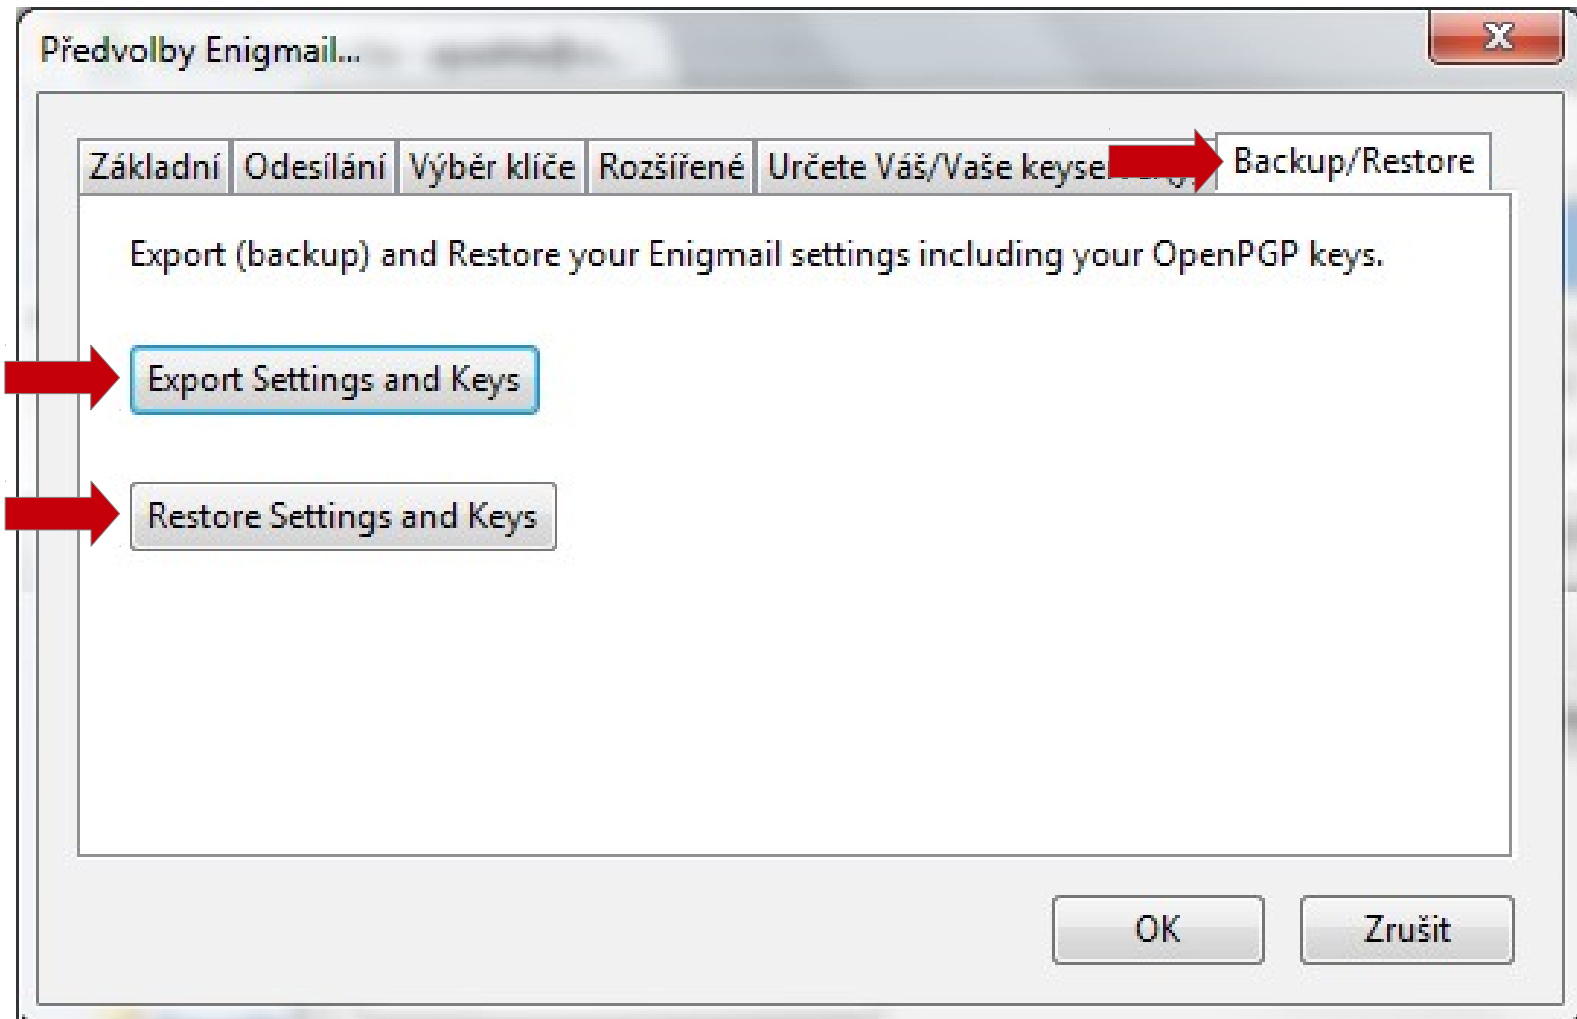 Předvolby Enigmail...
Základní Odesílání Výběr klíče Rozšířené Určete Váš/Vaše Backup/Restore
Export (backup) and Restore your Enigmail settings including your OpenPGP keys.
Export Settings and Keys
Restore Settings and Keys
OK Zrušit